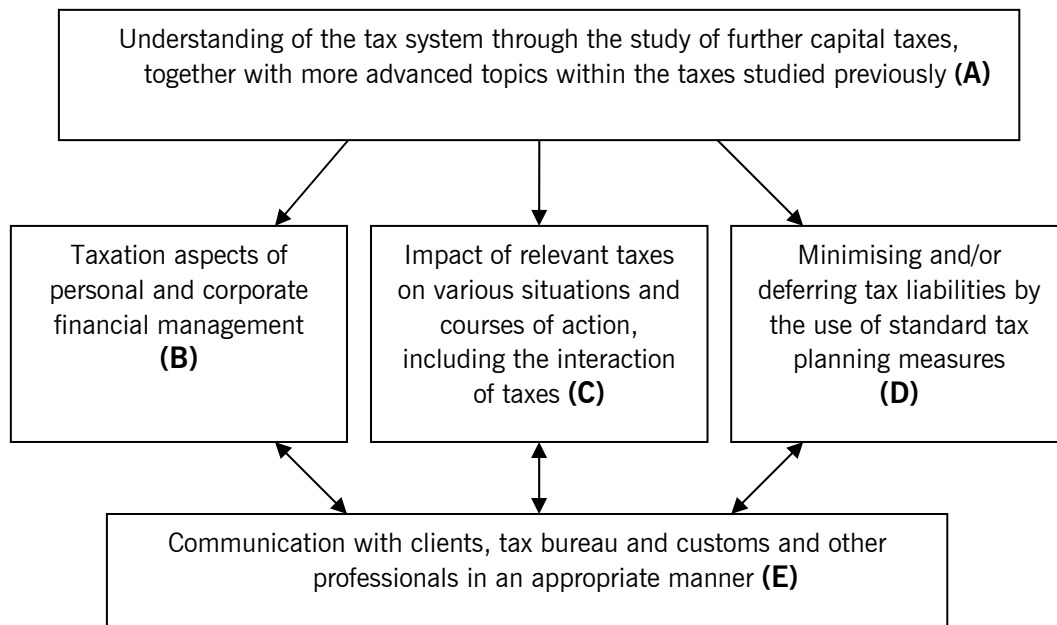 Understanding of the tax system through the study of further capital taxes,
together with more advanced topics within the taxes studied previously (A)
Taxation aspects of
personal and corporate
financial management
(B)
Impact of relevant taxes
on various situations and
courses of action,
including the interaction
of taxes (C)
Minimising and/or
deferring tax liabilities by
the use of standard tax
planning measures
(D)
Communication with clients, tax bureau and customs and other
professionals in an appropriate manner (E)